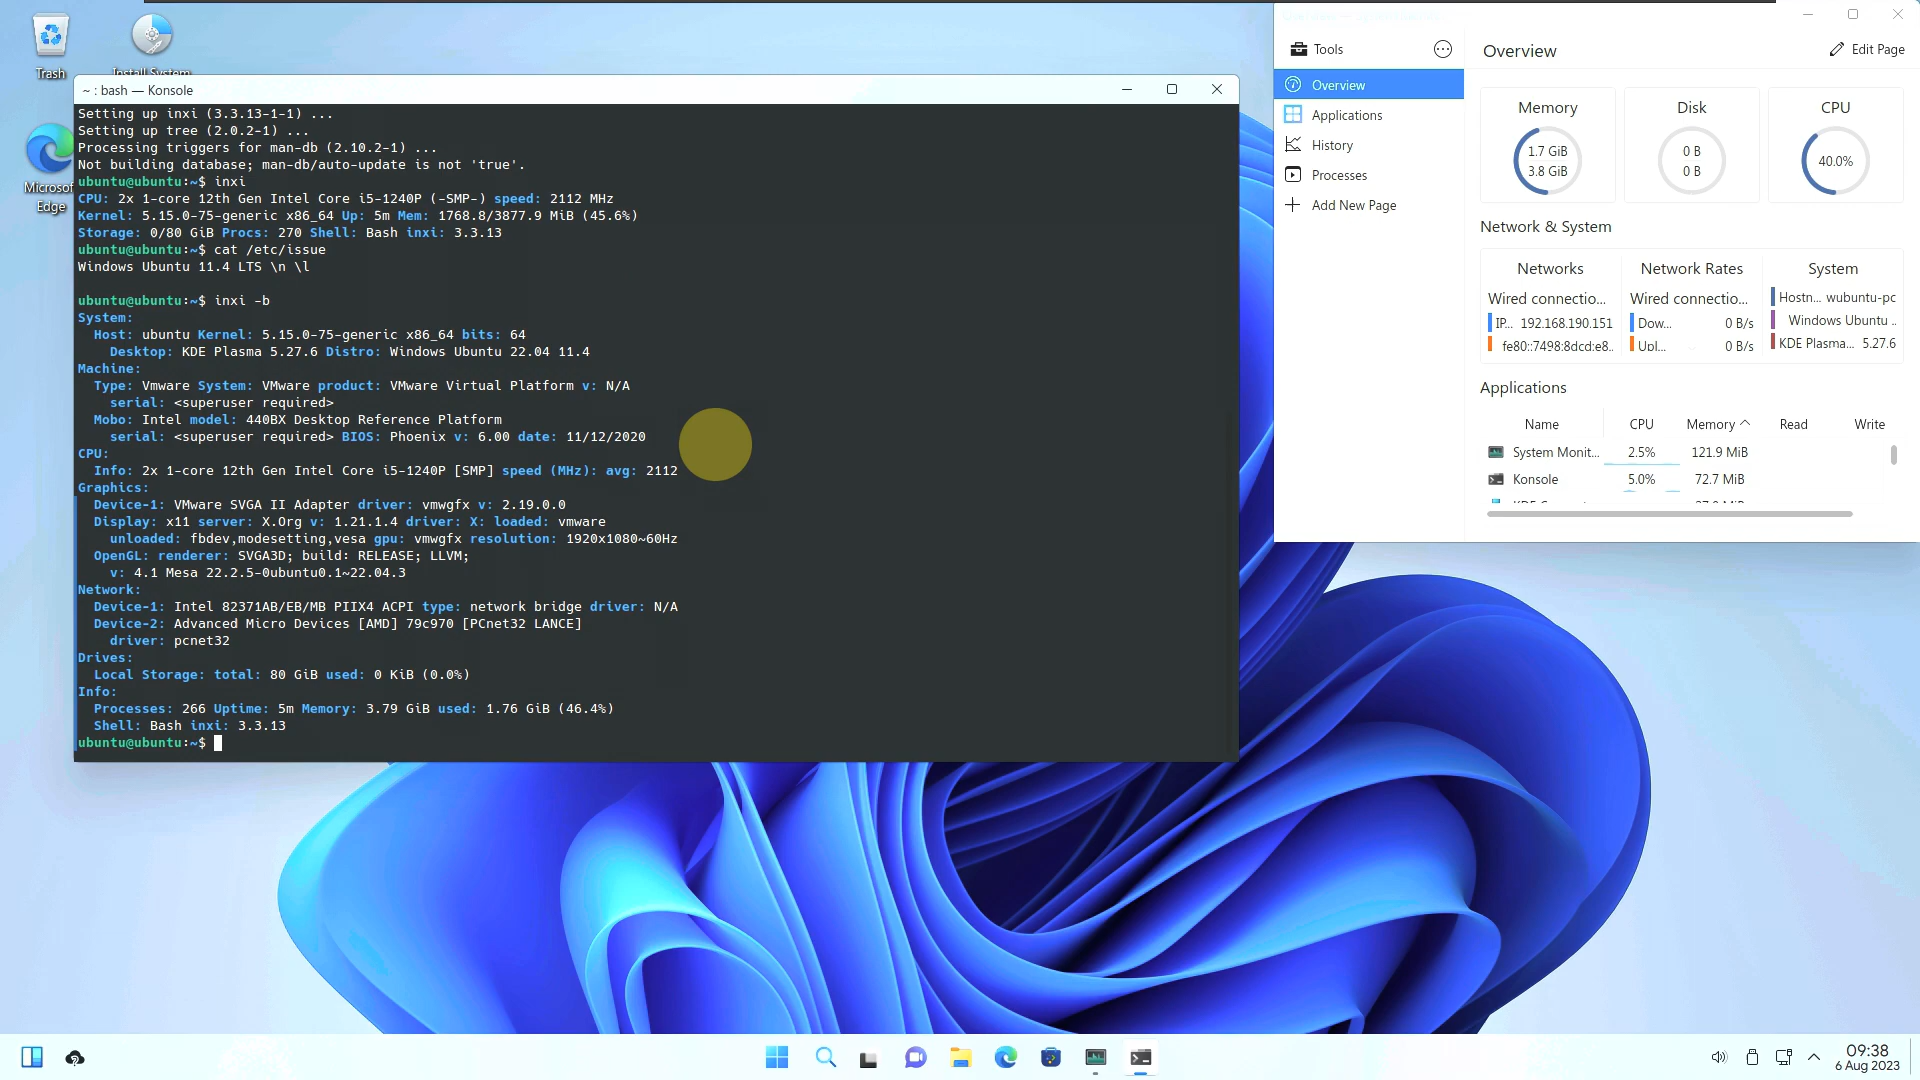 Trash
Install System
Microsof
Edge
~ : bash — Konsole
Setting up inxi (3.3.13-1-1) ...
Setting up tree (2.0.2-1) ...
Processing triggers for man-db (2.10.2-1) ...
Not building database; man-db/auto-update is not 'true'.
ubuntu@ubuntu:~$ inxi
CPU: 2x 1-core 12th Gen Intel Core i5-1240P (-SMP-) speed: 2112 MHz
Kernel: 5.15.0-75-generic x86_64 Up: 5m Mem: 1768.8/3877.9 MiB (45.6%)
Storage: 0/80 GiB Procs: 270 Shell: Bash inxi: 3.3.13
ubuntu@ubuntu:~$ cat /etc/issue
Windows Ubuntu 11.4 LTS \n \l
ubuntu@ubuntu:~$ inxi -b
System:
Host: ubuntu Kernel: 5.15.0-75-generic x86_64 bits: 64
Desktop: KDE Plasma 5.27.6 Distro: Windows Ubuntu 22.04 11.4
Machine:
Type: Vmware System: VMware product: VMware Virtual Platform v: N/A
serial: <superuser required>
Mobo: Intel model: 440BX Desktop Reference Platform
serial: <superuser required> BIOS: Phoenix v: 6.00 date: 11/12/2020
CPU:
Info: 2x 1-core 12th Gen Intel Core i5-1240P [SMP] speed (MHz): avg: 2112
Graphics:
Device-1: VMware SVGA II Adapter driver: vmwgfx v: 2.19.0.0
Display: x11 server: X.Org v: 1.21.1.4 driver: X: loaded: vmware
unloaded: fbdev,modesetting,vesa gpu: vmwgfx resolution: 1920x1080~60Hz
OpenGL: renderer: SVGA3D; build: RELEASE; LLVM;
v: 4.1 Mesa 22.2.5-0ubuntu0.1~22.04.3
Network:
Device-1: Intel 82371AB/EB/MB PIIX4 ACPI type: network bridge driver: N/A
Device-2: Advanced Micro Devices [AMD] 79c970 [PCnet32 LANCE]
driver: pcnet32
Drives:
Local Storage: total: 80 GiB used: 0 KiB (0.0%)
Info:
Processes: 266 Uptime: 5m Memory: 3.79 GiB used: 1.76 GiB (46.4%)
Shell: Bash inxi: 3.3.13
ubuntu@ubuntu:~$
Tools
Overview
Applications
History
Processes
Add New Page
Overview
Edit Page
Memory
1.7 GiB
3.8 GiB
Disk
0 B
0 B
CPU
40.0%
Network & System
Networks
Wired connectio...
IP... 192.168.190.151
fe80::7498:8dcd:e8..
Network Rates
Wired connectio...
Dow... 0 B/s
Upl... 0 B/s
System
Hostn... wubuntu-pc
Windows Ubuntu ..
KDE Plasma... 5.27.6
Applications
Name CPU Memory Read Write
System Monit... 2.5% 121.9 MiB
Konsole 5.0% 72.7 MiB
09:38
6 Aug 2023